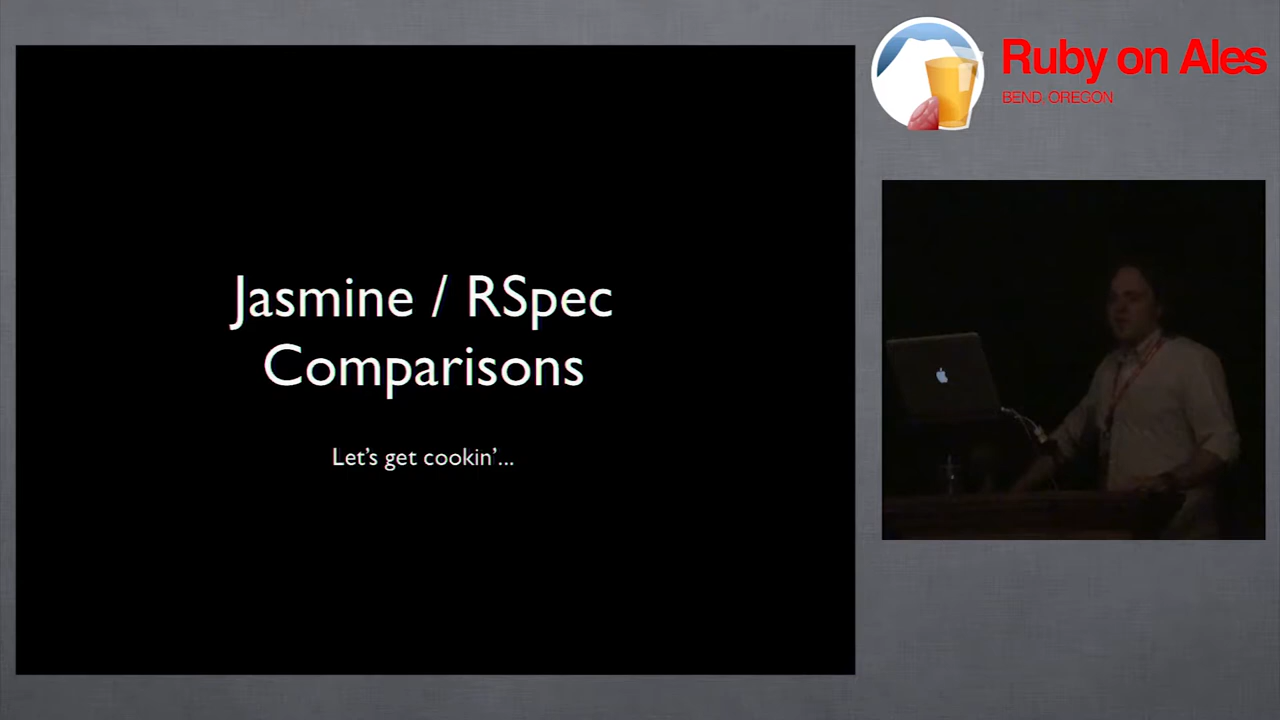 Jasmine / RSpec
Comparisons
Let's get cookin'...
Ruby on Ales
BEND OREGON